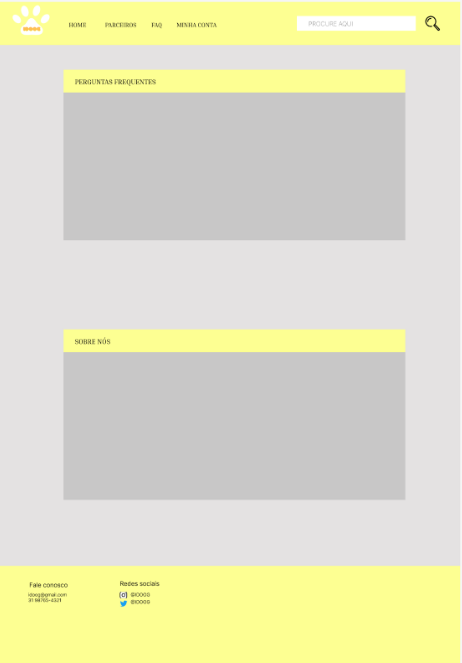 IDOOG
HOME PARCEIROS FAQ MINHA CONTA
PROCURE AQUI
PERGUNTAS FREQUENTES
SOBRE NÓS
Fale conosco
idoog@gmail.com
31 98765-4321
Redes sociais
@IDOOG
@IDOOG